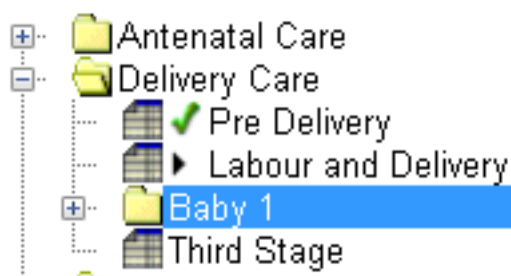 Antenatal Care
Delivery Care
Pre Delivery
Labour and Delivery
Baby 1
Third Stage